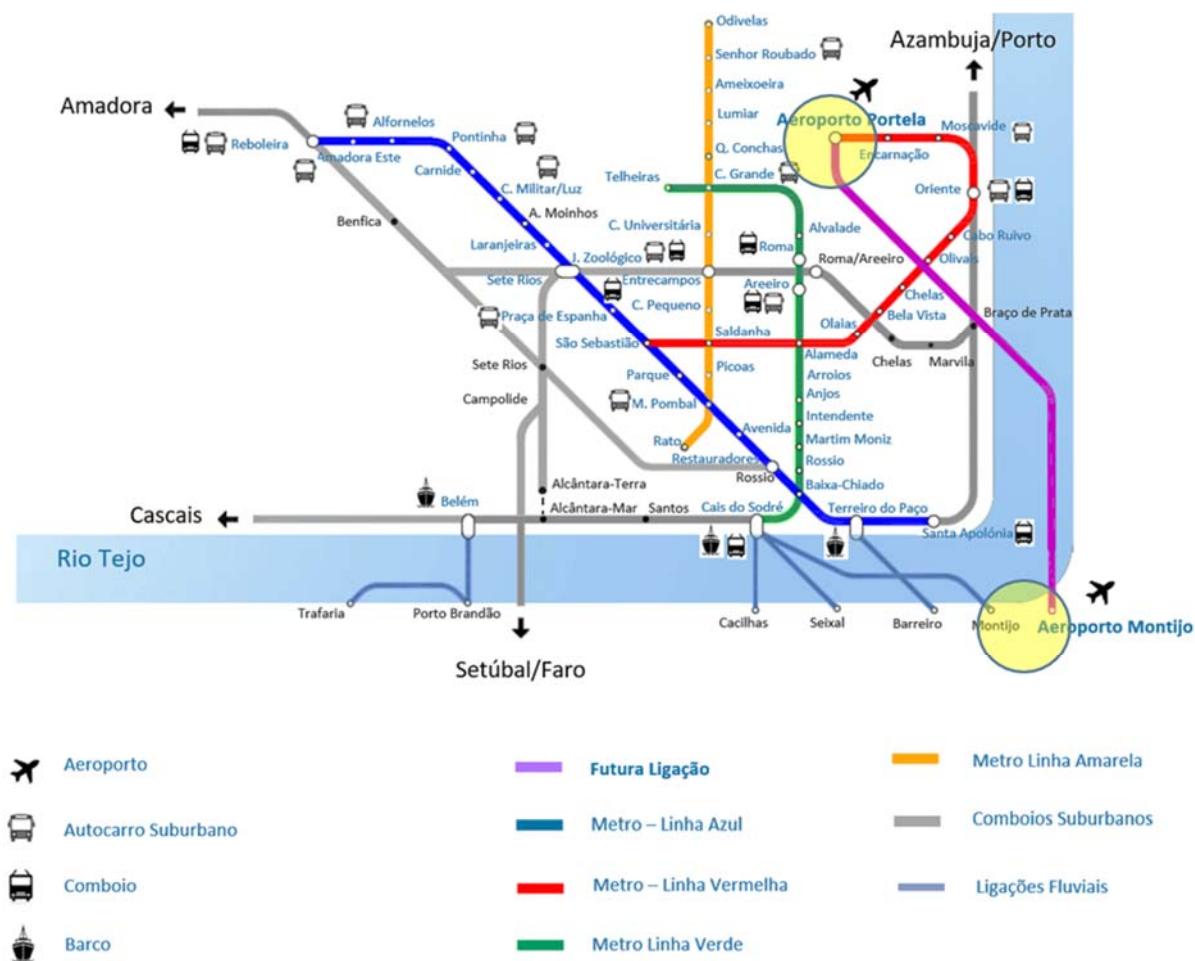 Odivelas
Azambuja/Porto
Senhor Roubado
Ameixoeira
Amadora
Lumiar
Aeroporto Portela
Moscavide
Alfornelos
Pontinha
Reboleira
Amadora Este
Q. Conchas
Encarnação
Carnide
Telheiras
C. Grande
C. Militar/Luz
Oriente
A. Moinhos
Benfica
C. Universitária
Alvalade
Cabo Ruivo
Laranjeiras
Roma
J. Zoológico
Roma/Areeiro
Olivais
Sete Rios
Entrecampos
Areeiro
Chelas
C. Pequeno
Praça de Espanha
Bela Vista
Braço de Prata
Olaias
São Sebastião
Saldanha
Alameda
Chelas
Marvila
Sete Rios
Parque
Picoas
Arroios
Campolide
M. Pombal
Anjos
Intendente
Avenida
Rato
Martim Moniz
Restauradores
Rossio
Rossio
Alcântara-Terra
Baixa-Chiado
Belém
Cascais
Alcântara-Mar
Santos
Cais do Sodré
Terreiro do Paço
Santa Apolónia
Rio Tejo
Trafaria
Porto Brandão
Cacilhas
Seixal
Barreiro
Montijo
Aeroporto Montijo
Setúbal/Faro
Aeroporto
Futura Ligação
Metro Linha Amarela
Autocarro Suburbano
Metro – Linha Azul
Comboios Suburbanos
Comboio
Metro – Linha Vermelha
Ligações Fluviais
Barco
Metro Linha Verde